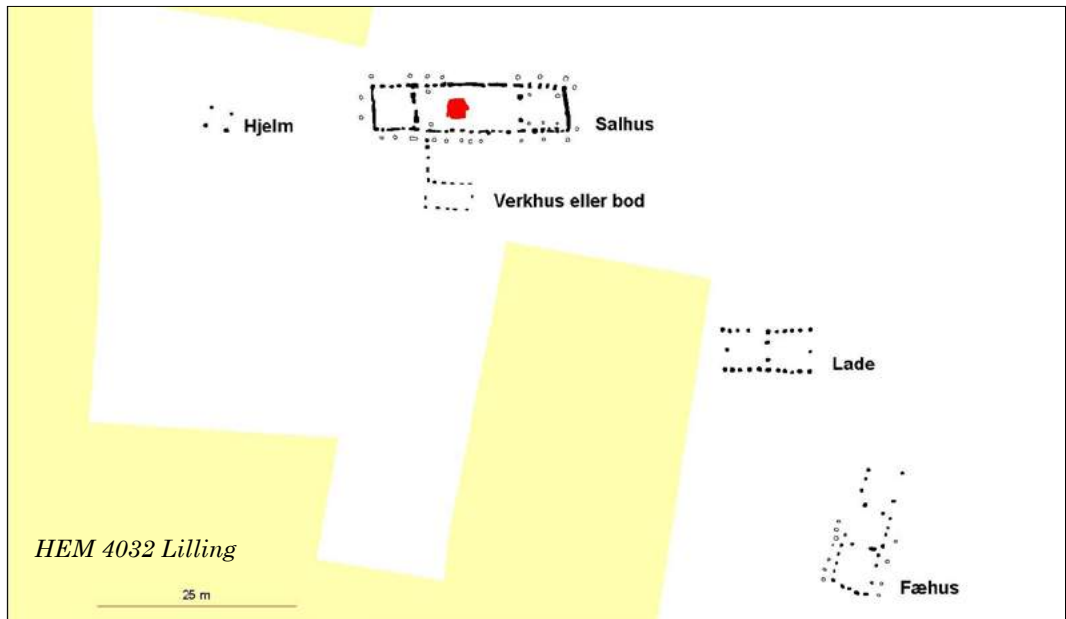 Hjelm
Salhus
Verkhus eller bod
Lade
HEM 4032 Lilling
25 m
Fæhus